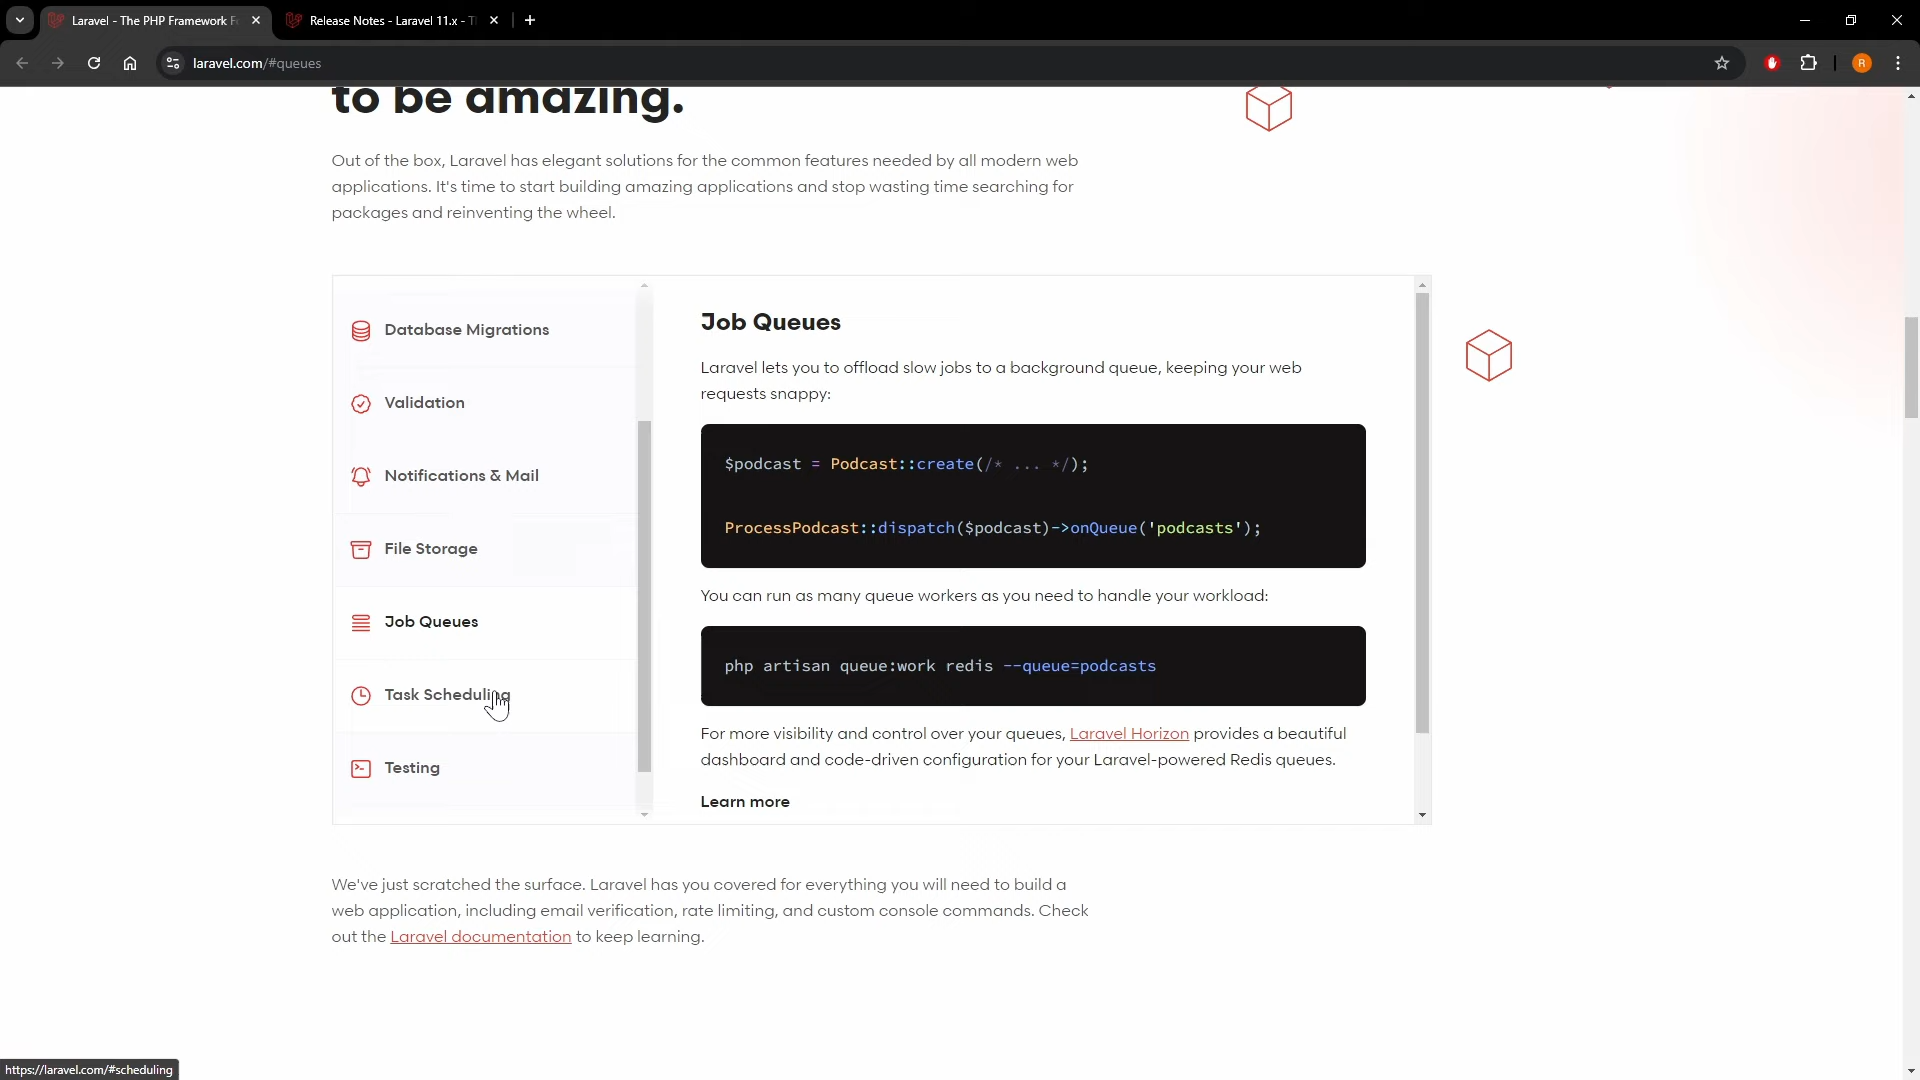 Laravel - The PHP Framework F
Release Notes - Laravel 11.x - T
laravel.com/#queues
R
to be amazing.
Out of the box, Laravel has elegant solutions for the common features needed by all modern web
applications. It's time to start building amazing applications and stop wasting time searching for
packages and reinventing the wheel.
Database Migrations
Validation
Notifications & Mail
File Storage
Job Queues
Task Scheduling
Testing
Job Queues
Laravel lets you to offload slow jobs to a background queue, keeping your web
requests snappy:
$podcast = Podcast::create(/* ... */);
ProcessPodcast::dispatch($podcast)->onQueue('podcasts');
You can run as many queue workers as you need to handle your workload:
php artisan queue:work redis --queue=podcasts
For more visibility and control over your queues, Laravel Horizon provides a beautiful
dashboard and code-driven configuration for your Laravel-powered Redis queues.
Learn more
We've just scratched the surface. Laravel has you covered for everything you will need to build a
web application, including email verification, rate limiting, and custom console commands. Check
out the Laravel documentation to keep learning.
https://laravel.com/#scheduling